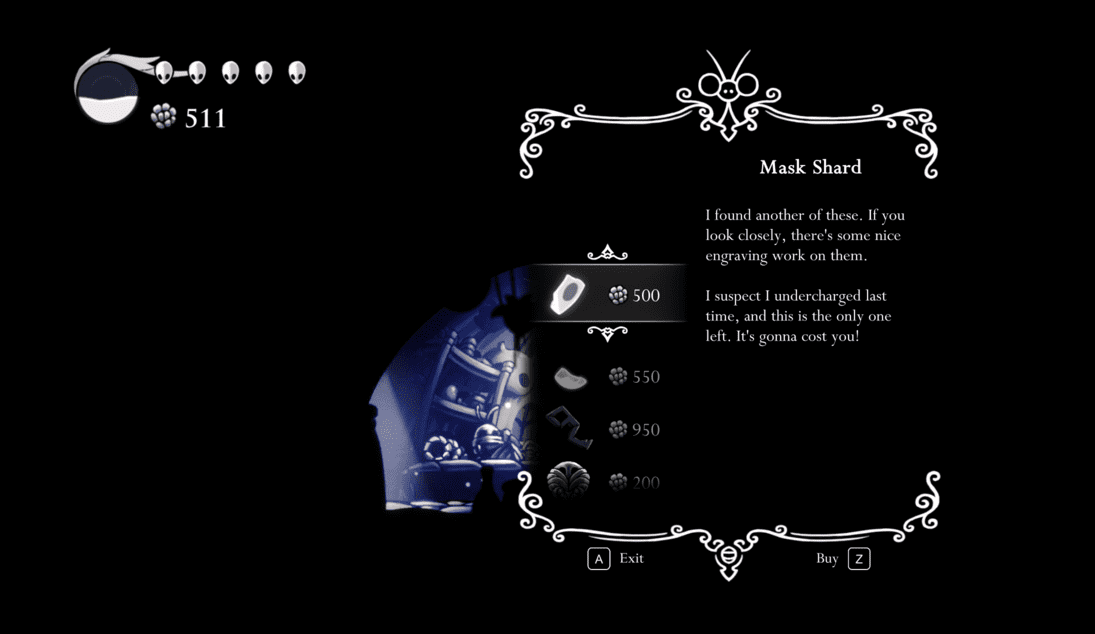 511
Mask Shard
I found another of these. If you
look closely, there's some nice
engraving work on them.
I suspect I undercharged last
time, and this is the only one
left. It's gonna cost you!
500
550
950
200
A Exit
Buy Z